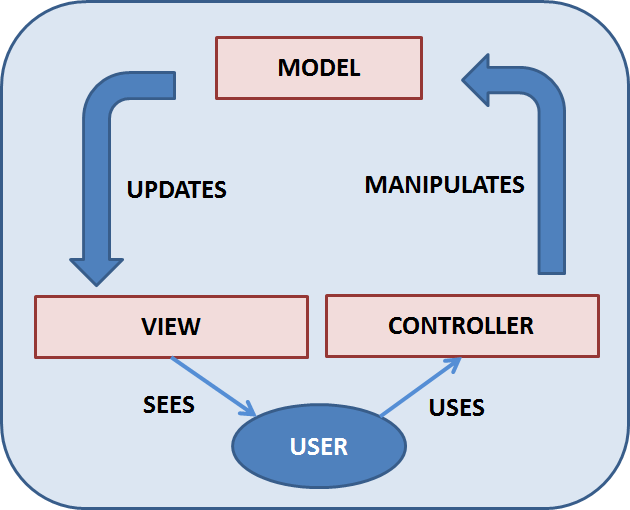 MODEL
UPDATES
MANIPULATES
VIEW
CONTROLLER
SEES
USES
USER